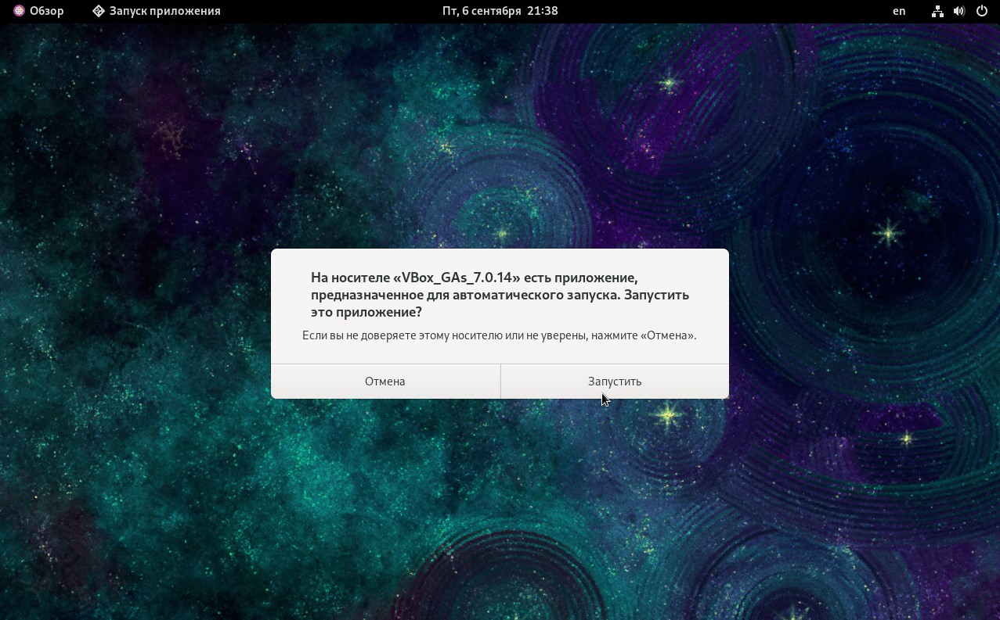 Обзор Запуск приложения Пт, 6 сентября 21:38 en
На носителе «VBox_GAs_7.0.14» есть приложение,
предназначенное для автоматического запуска. Запустить
это приложение?
Если вы не доверяете этому носителю или не уверены, нажмите «Отмена».
Отмена Запустить